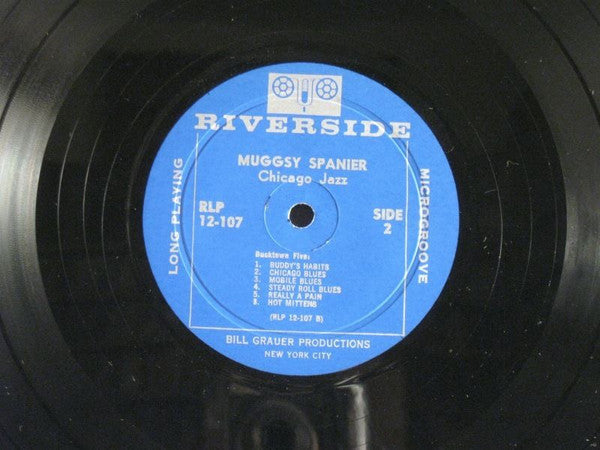 RIVERSIDE
MUGGSY SPANIER
Chicago Jazz
LONG PLAYING
MICROGROOVE
RLP
12-107
SIDE
2
Bucktown Five:
1. BUDDY'S HABITS
2. CHICAGO BLUES
3. MOBILE BLUES
4. STEADY ROLL BLUES
5. REALLY A PAIN
6. HOT MITTENS
(RLP 12-107 B)
BILL GRAUER PRODUCTIONS
NEW YORK CITY